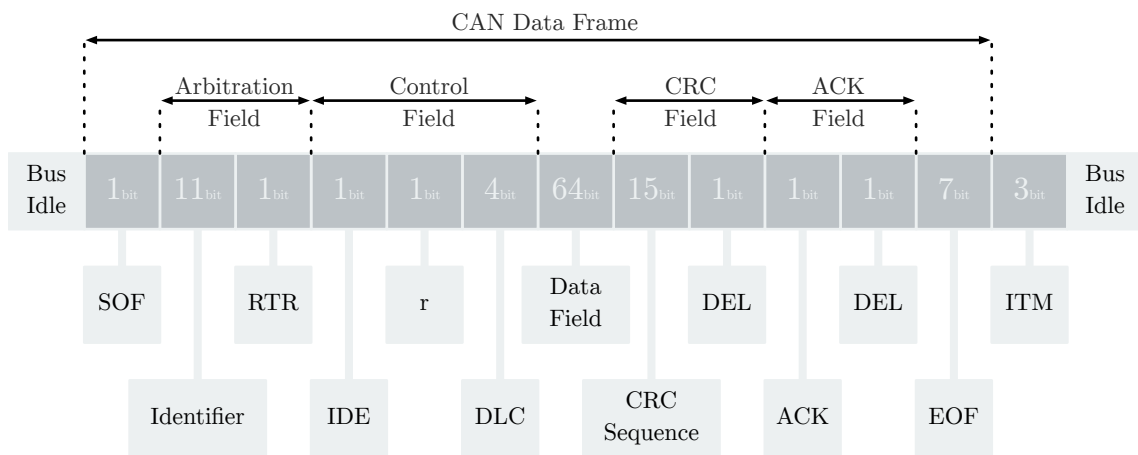 CAN Data Frame
Arbitration
Field
Control
Field
CRC
Field
ACK
Field
Bus
Idle
1bit
11bit
1bit
1bit
1bit
4bit
64bit
15bit
1bit
1bit
1bit
7bit
3bit
Bus
Idle
SOF
RTR
r
Data
Field
DEL
DEL
ITM
Identifier
IDE
DLC
CRC
Sequence
ACK
EOF